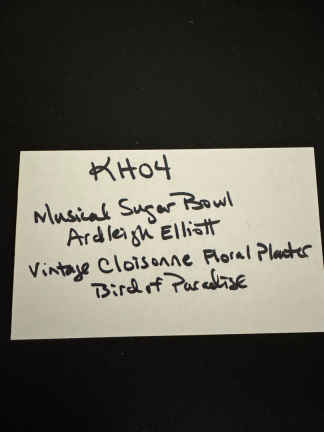 KH04
Musical Sugar Bowl
Ardleigh Elliott
Vintage Cloisonne Floral Planter
Bird of Paradise